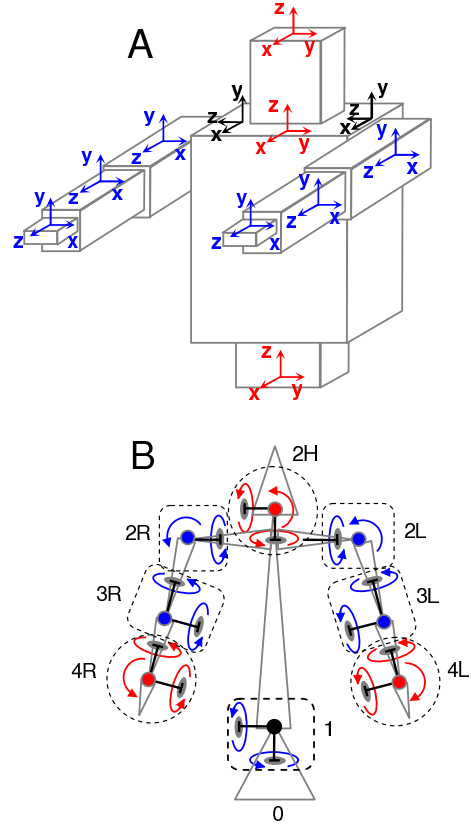 z
A
x y
y y
z z
y z x
x x
y
y
y
z x y z x
y
z x
z x
z x
z x
z
x y
B
2H
2R 2L
3R 3L
4R 4L
1
0